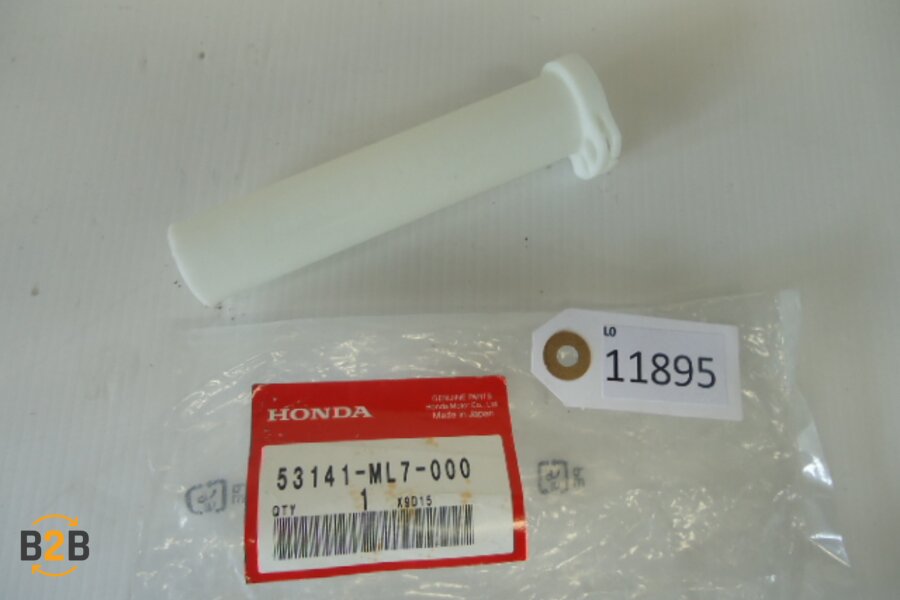 LO
11895
HONDA
GENUINE PARTS
Honda Motor Co., Ltd.
Made in Japan
53141-ML7-000
QTY 1 X9D15
B2B